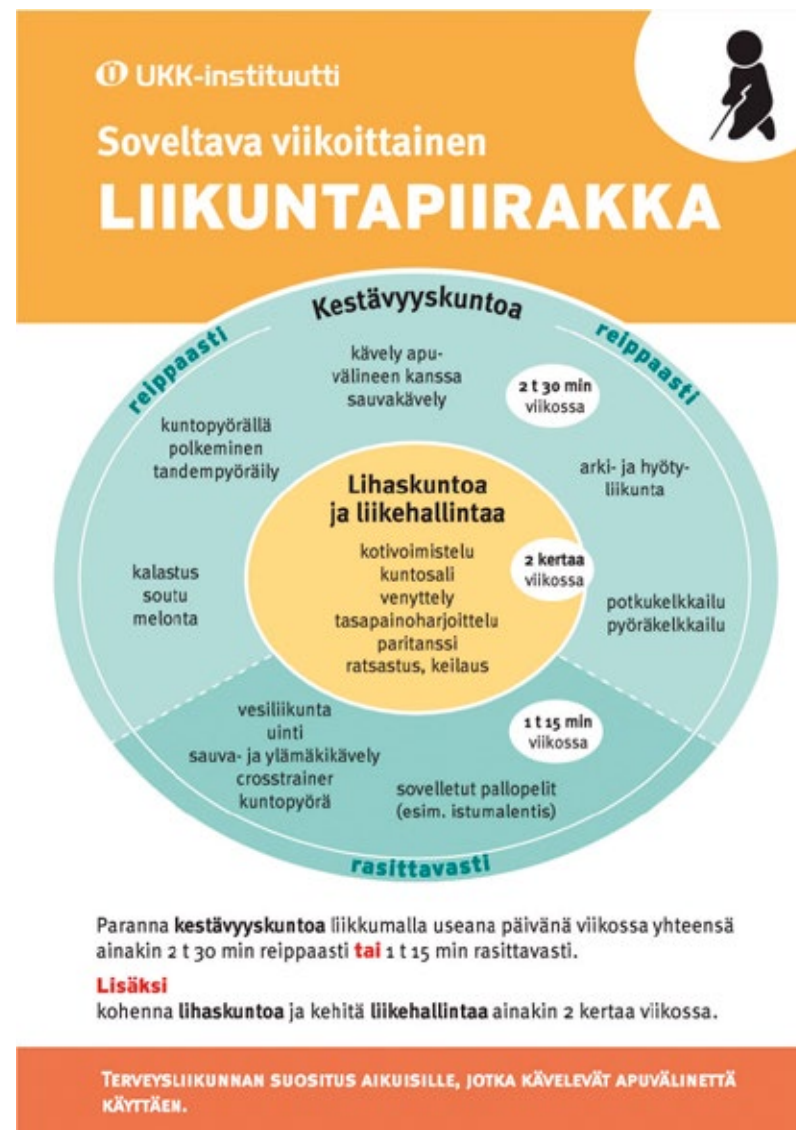 UKK-instituutti
Soveltava viikoittainen
LIIKUNTAPIIRAKKA
Kestävyyskuntoa
reippaasti
reippaasti
kävely apu-
välineen kanssa
sauvakävely
2 t 30 min
viikossa
kuntopyörällä
polkeminen
tandempyöräily
arki- ja hyöty-
liikunta
Lihaskuntoa
ja liikehallintaa
kotivoimistelu
kuntosali
venyttely
tasapainoharjoittelu
paritanssi
ratsastus, keilaus
2 kertaa
viikossa
kalastus
soutu
melonta
potkukelkkailu
pyöräkelkkailu
vesiliikunta
uinti
sauva- ja ylämäkikävely
crosstrainer
kuntopyörä
1 t 15 min
viikossa
sovelletut pallopelit
(esim. istumalentis)
rasittavasti
Paranna kestävyyskuntoa liikkumalla useana päivänä viikossa yhteensä
ainakin 2 t 30 min reippaasti tai 1 t 15 min rasittavasti.
Lisäksi
kohenna lihaskuntoa ja kehitä liikehallintaa ainakin 2 kertaa viikossa.
TERVEYSLIIKUNNAN SUOSITUS AIKUISILLE, JOTKA KÄVELEVÄT APUVÄLINETTÄ
KÄYTTÄEN.